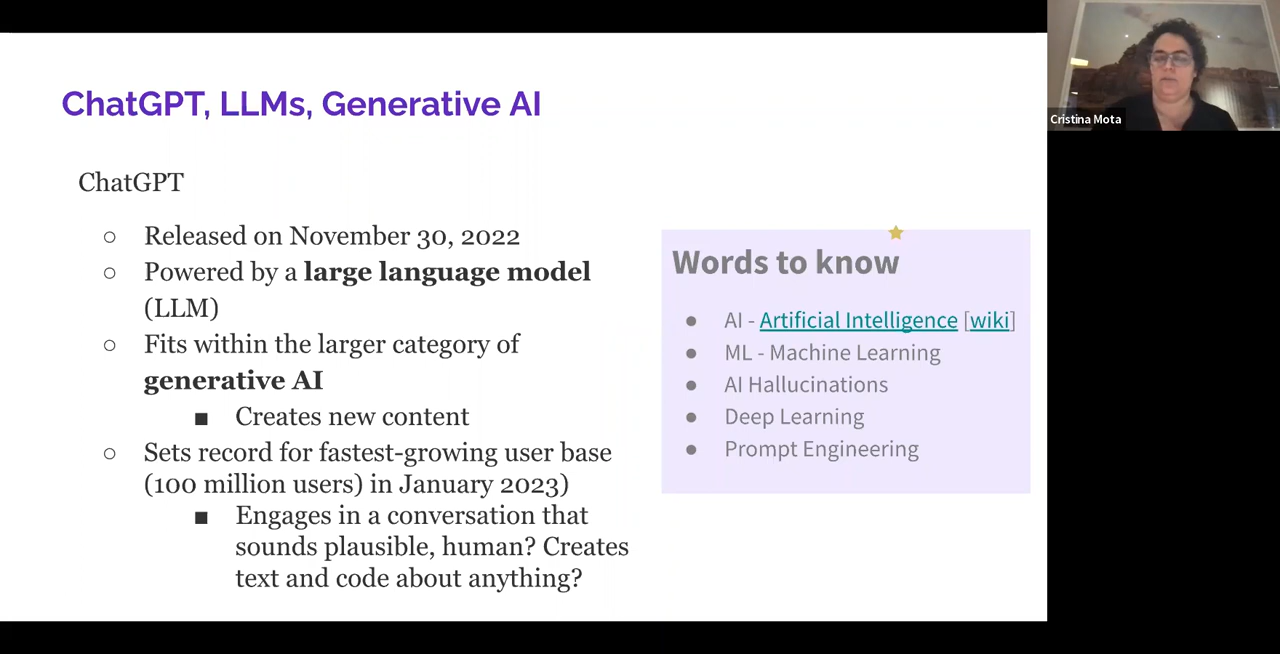 ChatGPT, LLMs, Generative AI
ChatGPT
○ Released on November 30, 2022
○ Powered by a large language model
(LLM)
○ Fits within the larger category of
generative AI
■ Creates new content
○ Sets record for fastest-growing user base
(100 million users) in January 2023)
■ Engages in a conversation that
sounds plausible, human? Creates
text and code about anything?
Words to know
● AI - Artificial Intelligence [wiki]
● ML - Machine Learning
● AI Hallucinations
● Deep Learning
● Prompt Engineering
Cristina Mota